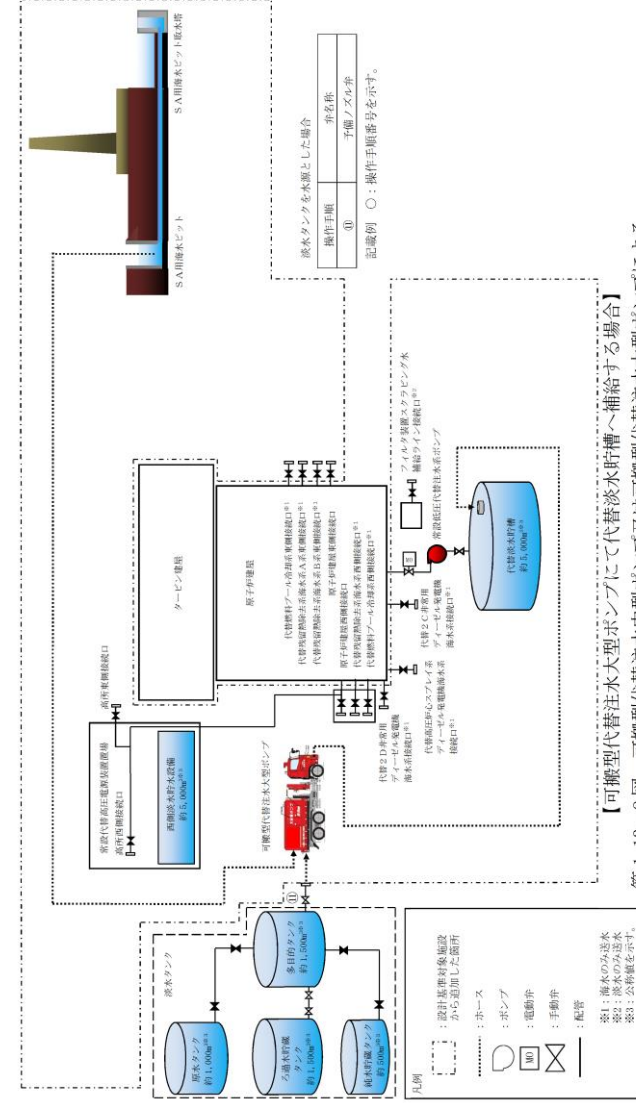 ＳＡ用海水ピット取水塔
ＳＡ用海水ピット
淡水タンクを水源とした場合
操作手順
弁名称
⑪
予備ノズル弁
記載例 ○：操作手順番号を示す。
タービン建屋
原子炉建屋
代替燃料プール冷却系東側接続口※1
代替残留熱除去系海水系Ａ系東側接続口※1
代替残留熱除去系海水系Ｂ系東側接続口※1
原子炉建屋東側接続口
原子炉建屋西側接続口
代替残留熱除去系海水系西側接続口※1
代替燃料プール冷却系西側接続口※1
高所東側接続口
常設代替高圧電源装置置場
高所西側接続口
西側淡水貯水設備
約5,000m³※3
フィルタ装置スクラビング水
補給ライン接続口※2
常設低圧代替注水系ポンプ
代替淡水貯槽
約5,000m³※3
代替２Ｃ非常用
ディーゼル発電機
海水系接続口※1
代替高圧炉心スプレイ系
ディーゼル発電機海水系
接続口※1
代替２Ｄ非常用
ディーゼル発電機
海水系接続口※1
可搬型代替注水大型ポンプ
⑪
淡水タンク
多目的タンク
約1,500m³※3
原水タンク
約1,000m³※3
ろ過水貯蔵
タンク
約1,500m³※3
純水貯蔵タンク
約500m³※3
凡例
：設計基準対象施設
から追加した箇所
：ホース
：ポンプ
MO
：電動弁
：手動弁
：配管
※1：海水のみ送水
※2：淡水のみ送水
※3：公称値を示す。
【可搬型代替注水大型ポンプにて代替淡水貯槽へ補給する場合】